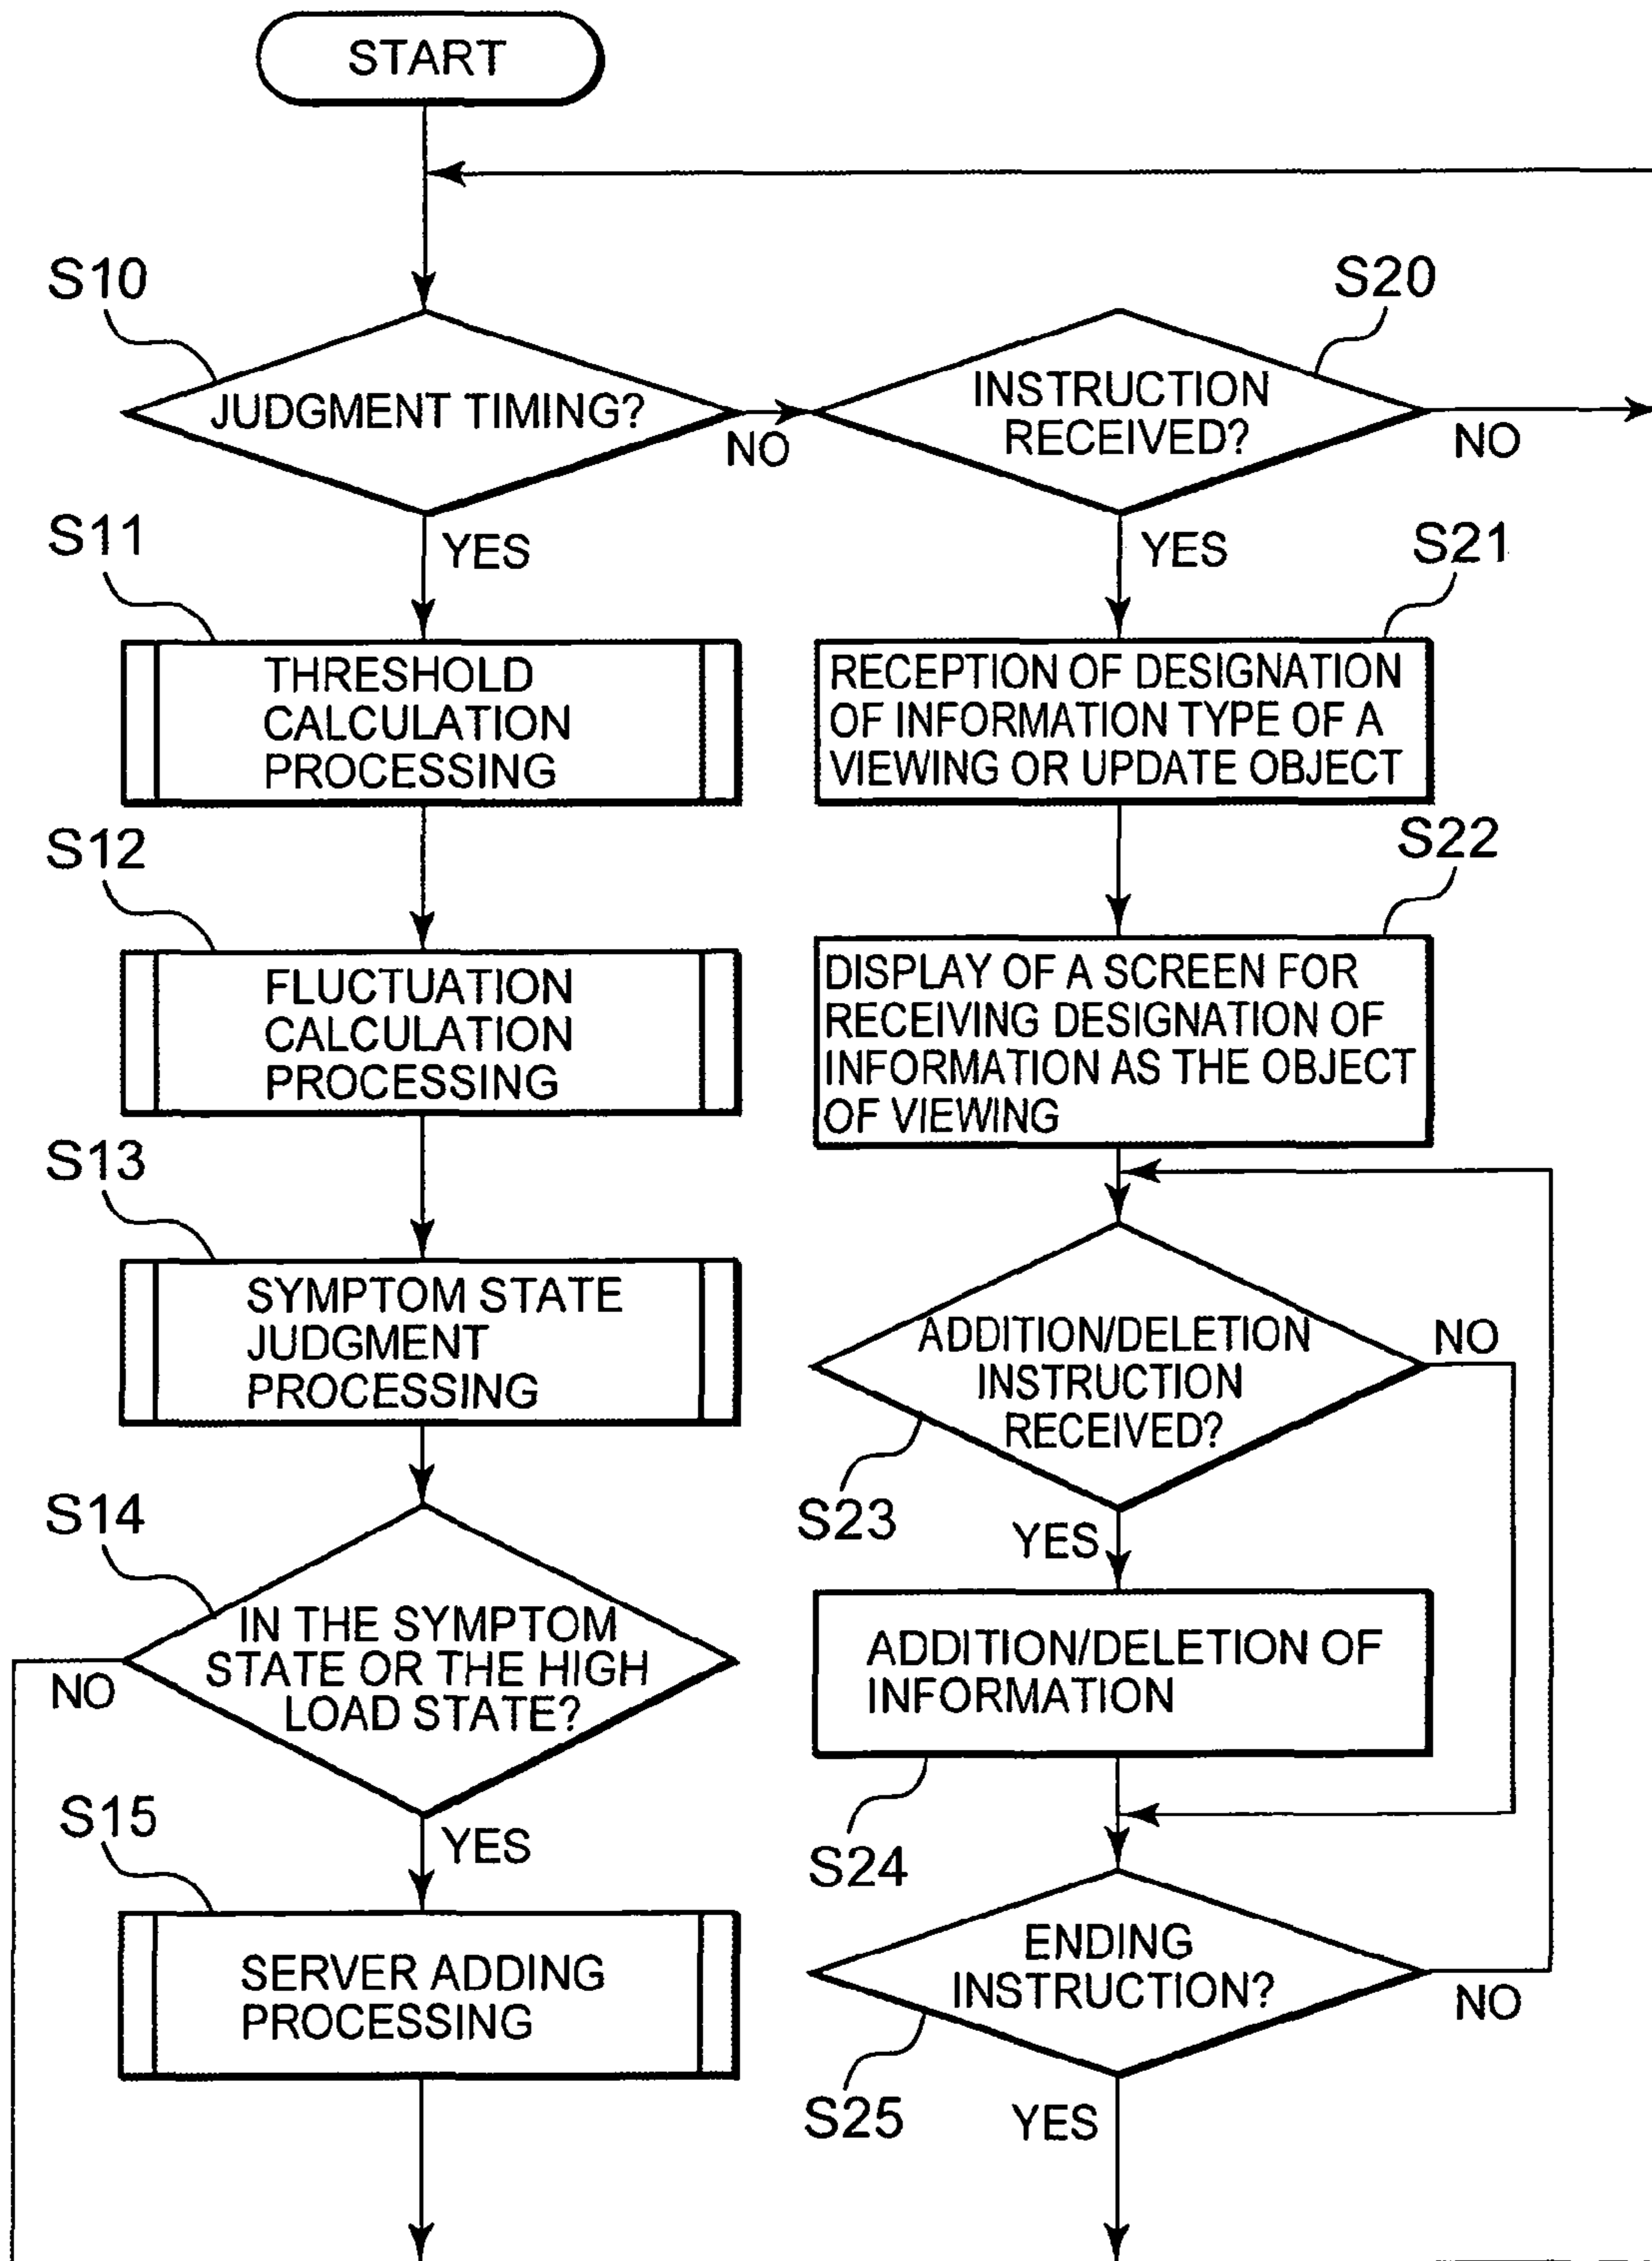 START
S10
JUDGMENT TIMING?
NO
YES
S11
THRESHOLD
CALCULATION
PROCESSING
S12
FLUCTUATION
CALCULATION
PROCESSING
S13
SYMPTOM STATE
JUDGMENT
PROCESSING
S14
IN THE SYMPTOM
STATE OR THE HIGH
LOAD STATE?
NO
YES
S15
SERVER ADDING
PROCESSING
S20
INSTRUCTION
RECEIVED?
NO
YES
S21
RECEPTION OF DESIGNATION
OF INFORMATION TYPE OF A
VIEWING OR UPDATE OBJECT
S22
DISPLAY OF A SCREEN FOR
RECEIVING DESIGNATION OF
INFORMATION AS THE OBJECT
OF VIEWING
ADDITION/DELETION
INSTRUCTION
RECEIVED?
NO
S23
YES
ADDITION/DELETION OF
INFORMATION
S24
ENDING
INSTRUCTION?
NO
S25
YES